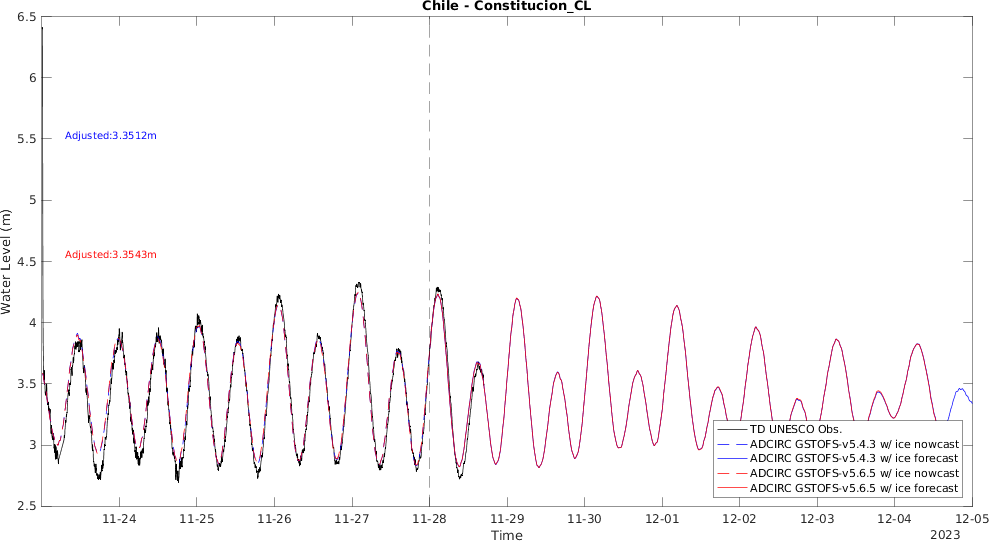 Chile - Constitucion_CL
6.5
6
5.5
5
4.5
4
3.5
3
2.5
Water Level (m)
Adjusted:3.3512m
Adjusted:3.3543m
TD UNESCO Obs.
ADCIRC GSTOFS-v5.4.3 w/ ice nowcast
ADCIRC GSTOFS-v5.4.3 w/ ice forecast
ADCIRC GSTOFS-v5.6.5 w/ ice nowcast
ADCIRC GSTOFS-v5.6.5 w/ ice forecast
11-24 11-25 11-26 11-27 11-28 11-29 11-30 12-01 12-02 12-03 12-04 12-05
Time
2023